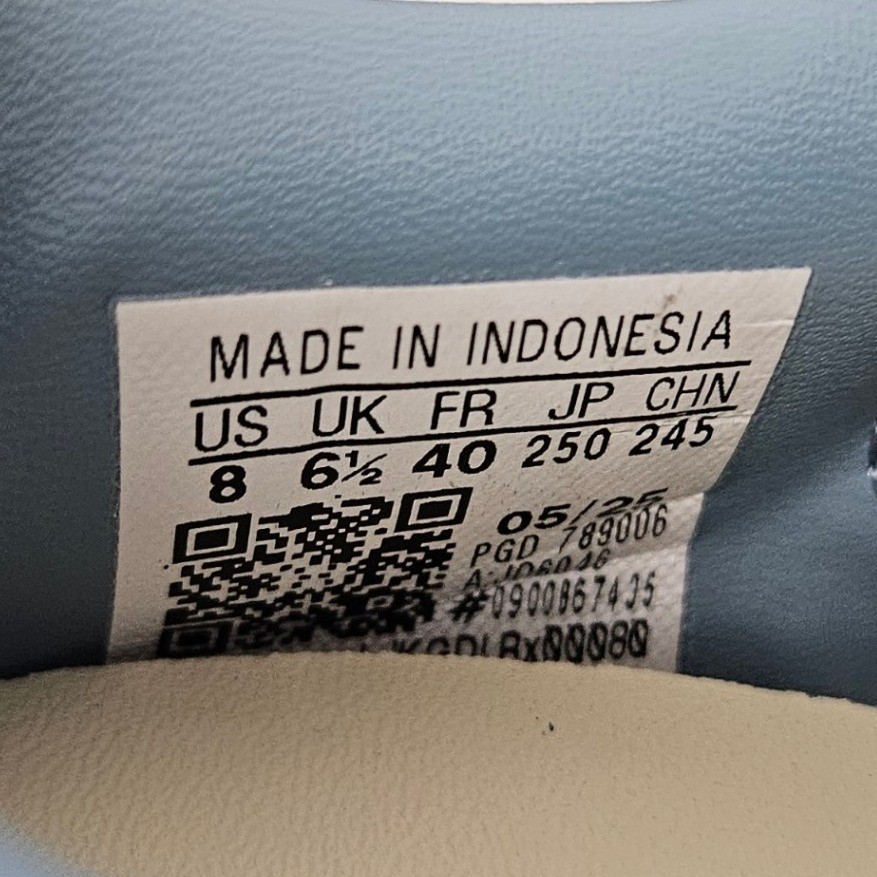 MADE IN INDONESIA
US UK FR JP CHN
8 6½ 40 250 245
05/25
PGD 789006
#0900867435